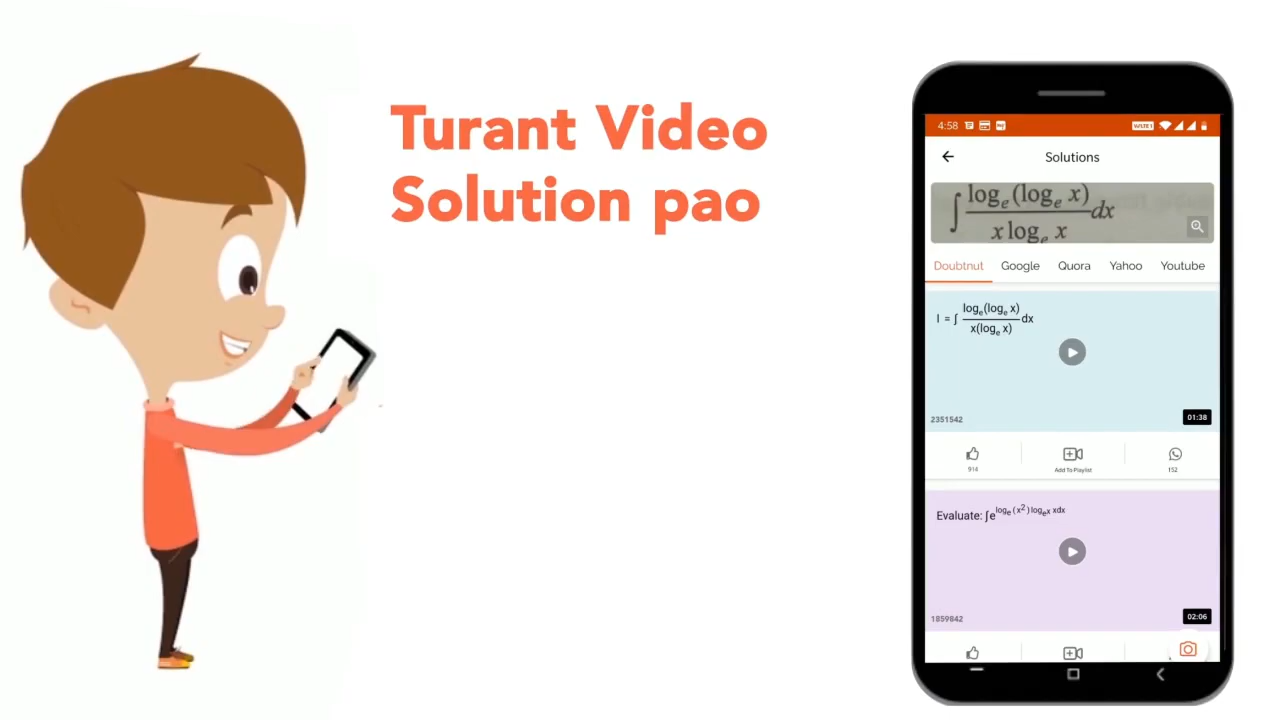 Turant Video
Solution pao
4:58
VoLTE1
Solutions
∫ logₑ(logₑ x) / x logₑ x dx
Doubtnut Google Quora Yahoo Youtube
I = ∫ logₑ(logₑ x) / x(logₑ x) dx
2351542 01:38
914 Add To Playlist 152
Evaluate: ∫e^logₑ(x²)logₑx xdx
1859842 02:06